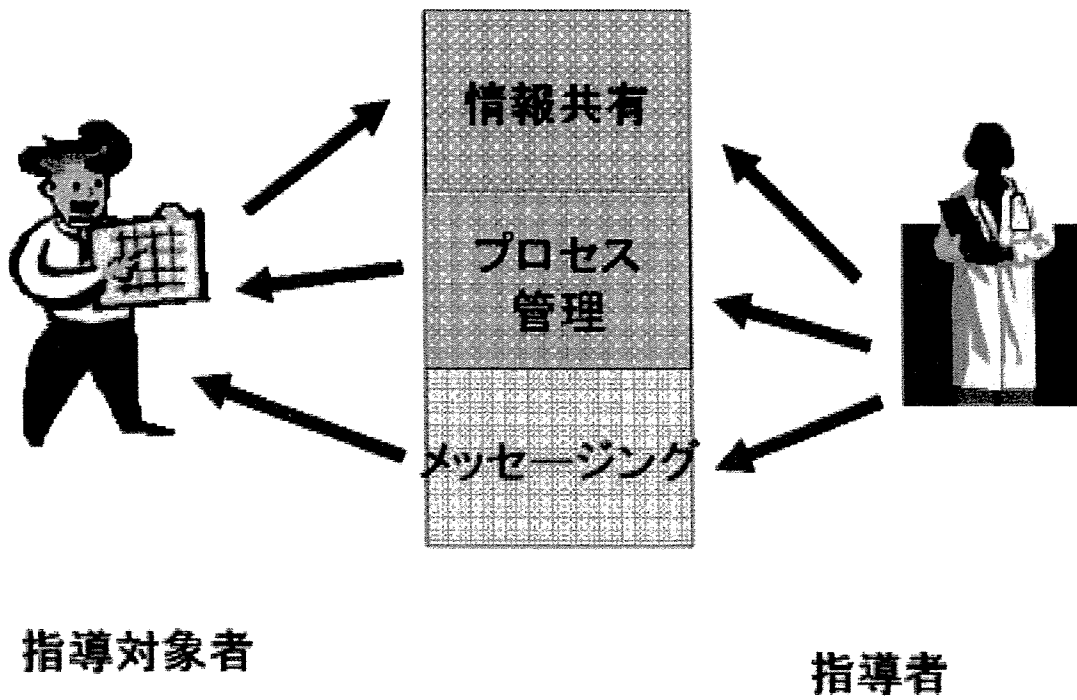 情報共有
プロセス
管理
メッセージング
指導対象者
指導者